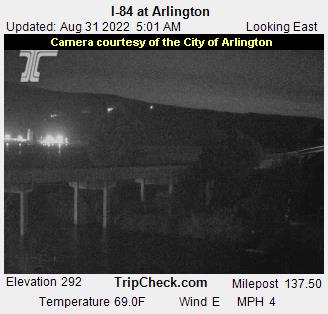 I-84 at Arlington
Updated: Aug 31 2022 5:01 AM Looking East
Camera courtesy of the City of Arlington
Elevation 292 TripCheck.com Milepost 137.50
Temperature 69.0F Wind E MPH 4